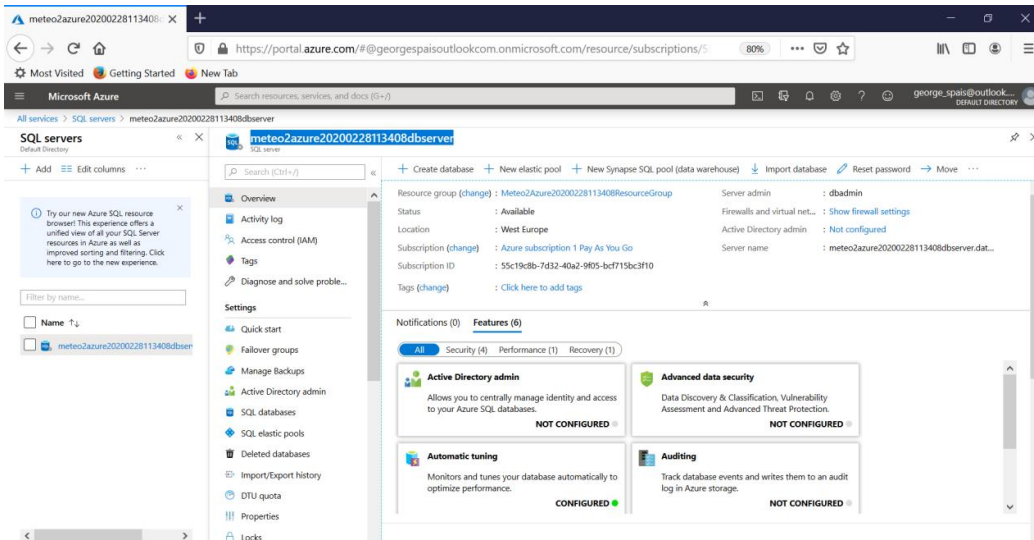 meteo2azure20200228113408
https://portal.azure.com/#@georgespaisoutlookcom.onmicrosoft.com/resource/subscriptions/5
80%
Most Visited Getting Started New Tab
Microsoft Azure
Search resources, services, and docs (G+/)
george_spais@outlook....
DEFAULT DIRECTORY
All services > SQL servers > meteo2azure20200228113408dbserver
SQL servers
Default Directory
+ Add Edit columns ...
Try our new Azure SQL resource
browser! This experience offers a
unified view of all your SQL Server
resources in Azure as well as
improved sorting and filtering. Click
here to go to the new experience.
Filter by name...
Name ↑↓
meteo2azure20200228113408dbserv
meteo2azure20200228113408dbserver
SQL server
Search (Ctrl+/)
Overview
Activity log
Access control (IAM)
Tags
Diagnose and solve proble...
Settings
Quick start
Failover groups
Manage Backups
Active Directory admin
SQL databases
SQL elastic pools
Deleted databases
Import/Export history
DTU quota
Properties
Locks
+ Create database + New elastic pool + New Synapse SQL pool (data warehouse) Import database Reset password Move ...
Resource group (change) : Meteo2Azure20200228113408ResourceGroup
Status : Available
Location : West Europe
Subscription (change) : Azure subscription 1 Pay As You Go
Subscription ID : 55c19c8b-7d32-40a2-9f05-bcf715bc3f10
Tags (change) : Click here to add tags
Server admin : dbadmin
Firewalls and virtual net... : Show firewall settings
Active Directory admin : Not configured
Server name : meteo2azure20200228113408dbserver.dat...
Notifications (0) Features (6)
All Security (4) Performance (1) Recovery (1)
Active Directory admin
Allows you to centrally manage identity and access
to your Azure SQL databases.
NOT CONFIGURED
Advanced data security
Data Discovery & Classification, Vulnerability
Assessment and Advanced Threat Protection.
NOT CONFIGURED
Automatic tuning
Monitors and tunes your database automatically to
optimize performance.
CONFIGURED
Auditing
Track database events and writes them to an audit
log in Azure storage.
NOT CONFIGURED